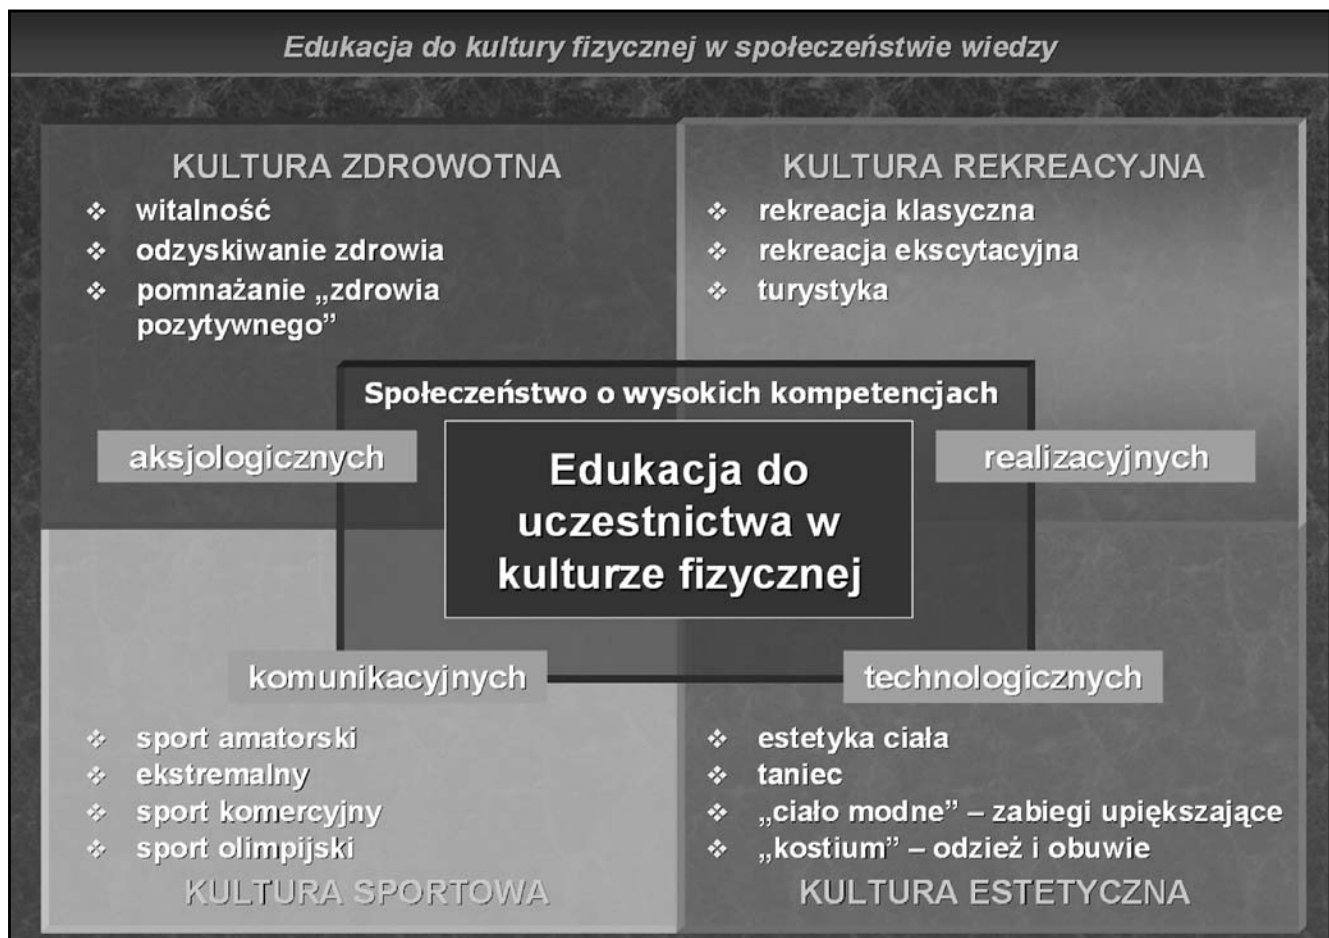 Edukacja do kultury fizycznej w społeczeństwie wiedzy
KULTURA ZDROWOTNA
❖ witalność
❖ odzyskiwanie zdrowia
❖ pomnażanie „zdrowia
pozytywnego”
KULTURA REKREACYJNA
❖ rekreacja klasyczna
❖ rekreacja ekscytacyjna
❖ turystyka
Społeczeństwo o wysokich kompetencjach
aksjologicznych
realizacyjnych
Edukacja do
uczestnictwa w
kulturze fizycznej
komunikacyjnych
technologicznych
❖ sport amatorski
❖ ekstremalny
❖ sport komercyjny
❖ sport olimpijski
KULTURA SPORTOWA
❖ estetyka ciała
❖ taniec
❖ „ciało modne” – zabiegi upiększające
❖ „kostium” – odzież i obuwie
KULTURA ESTETYCZNA